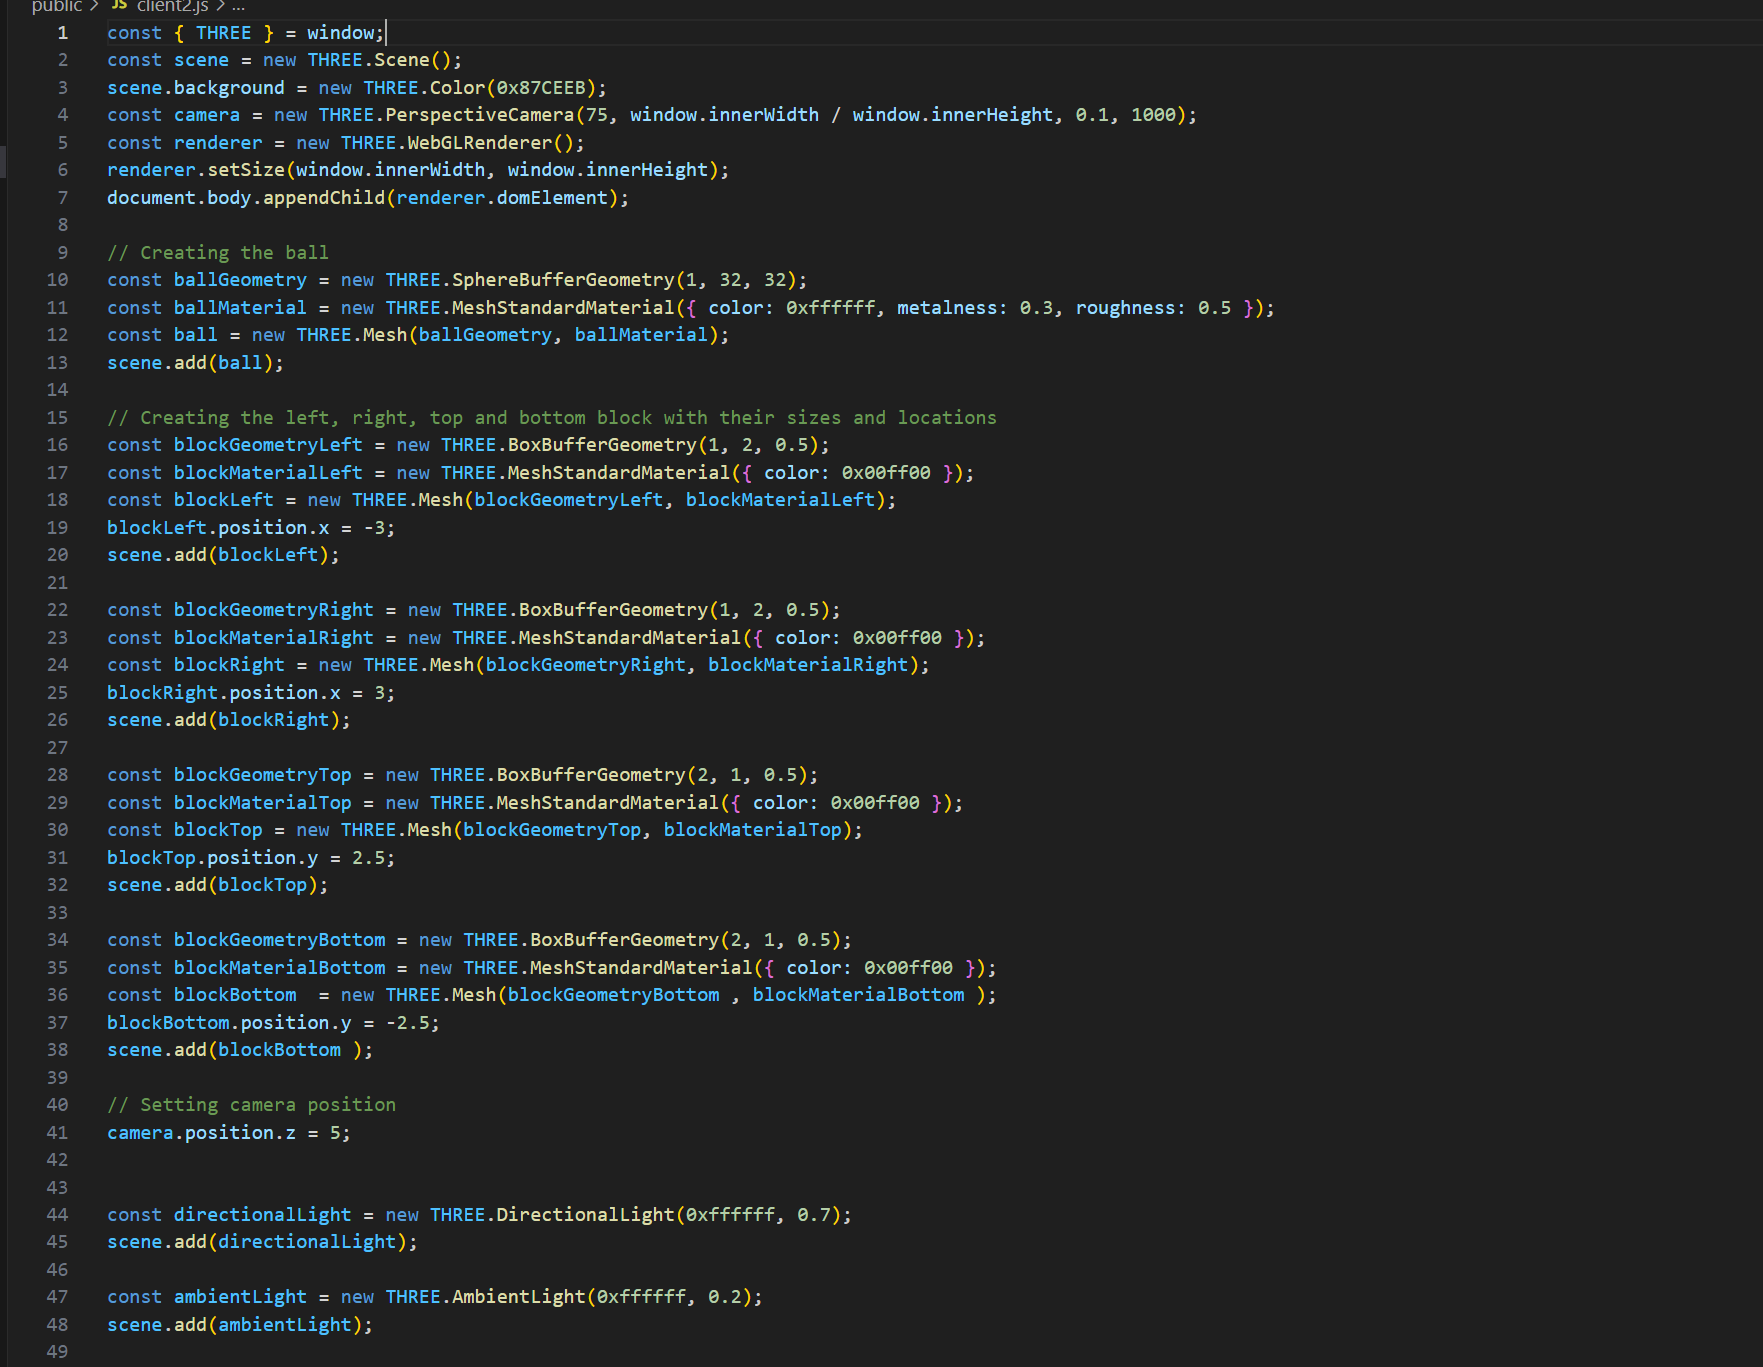 public > JS client2.js > ...
1 const { THREE } = window;
2 const scene = new THREE.Scene();
3 scene.background = new THREE.Color(0x87CEEB);
4 const camera = new THREE.PerspectiveCamera(75, window.innerWidth / window.innerHeight, 0.1, 1000);
5 const renderer = new THREE.WebGLRenderer();
6 renderer.setSize(window.innerWidth, window.innerHeight);
7 document.body.appendChild(renderer.domElement);
8
9 // Creating the ball
10 const ballGeometry = new THREE.SphereBufferGeometry(1, 32, 32);
11 const ballMaterial = new THREE.MeshStandardMaterial({ color: 0xffffff, metalness: 0.3, roughness: 0.5 });
12 const ball = new THREE.Mesh(ballGeometry, ballMaterial);
13 scene.add(ball);
14
15 // Creating the left, right, top and bottom block with their sizes and locations
16 const blockGeometryLeft = new THREE.BoxBufferGeometry(1, 2, 0.5);
17 const blockMaterialLeft = new THREE.MeshStandardMaterial({ color: 0x00ff00 });
18 const blockLeft = new THREE.Mesh(blockGeometryLeft, blockMaterialLeft);
19 blockLeft.position.x = -3;
20 scene.add(blockLeft);
21
22 const blockGeometryRight = new THREE.BoxBufferGeometry(1, 2, 0.5);
23 const blockMaterialRight = new THREE.MeshStandardMaterial({ color: 0x00ff00 });
24 const blockRight = new THREE.Mesh(blockGeometryRight, blockMaterialRight);
25 blockRight.position.x = 3;
26 scene.add(blockRight);
27
28 const blockGeometryTop = new THREE.BoxBufferGeometry(2, 1, 0.5);
29 const blockMaterialTop = new THREE.MeshStandardMaterial({ color: 0x00ff00 });
30 const blockTop = new THREE.Mesh(blockGeometryTop, blockMaterialTop);
31 blockTop.position.y = 2.5;
32 scene.add(blockTop);
33
34 const blockGeometryBottom = new THREE.BoxBufferGeometry(2, 1, 0.5);
35 const blockMaterialBottom = new THREE.MeshStandardMaterial({ color: 0x00ff00 });
36 const blockBottom  = new THREE.Mesh(blockGeometryBottom , blockMaterialBottom );
37 blockBottom.position.y = -2.5;
38 scene.add(blockBottom );
39
40 // Setting camera position
41 camera.position.z = 5;
42
43
44 const directionalLight = new THREE.DirectionalLight(0xffffff, 0.7);
45 scene.add(directionalLight);
46
47 const ambientLight = new THREE.AmbientLight(0xffffff, 0.2);
48 scene.add(ambientLight);
49